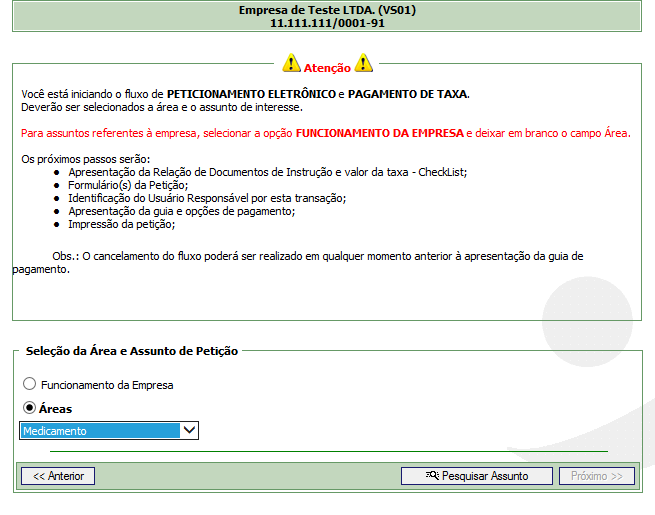 Empresa de Teste LTDA. (VS01)
11.111.111/0001-91
Atenção
Você está iniciando o fluxo de PETICIONAMENTO ELETRÔNICO e PAGAMENTO DE TAXA.
Deverão ser selecionados a área e o assunto de interesse.
Para assuntos referentes à empresa, selecionar a opção FUNCIONAMENTO DA EMPRESA e deixar em branco o campo Área.
Os próximos passos serão:
• Apresentação da Relação de Documentos de Instrução e valor da taxa - CheckList;
• Formulário(s) da Petição;
• Identificação do Usuário Responsável por esta transação;
• Apresentação da guia e opções de pagamento;
• Impressão da petição;
Obs.: O cancelamento do fluxo poderá ser realizado em qualquer momento anterior à apresentação da guia de
pagamento.
Seleção da Área e Assunto de Petição
Funcionamento da Empresa
Áreas
Medicamento
<< Anterior
Pesquisar Assunto
Próximo >>